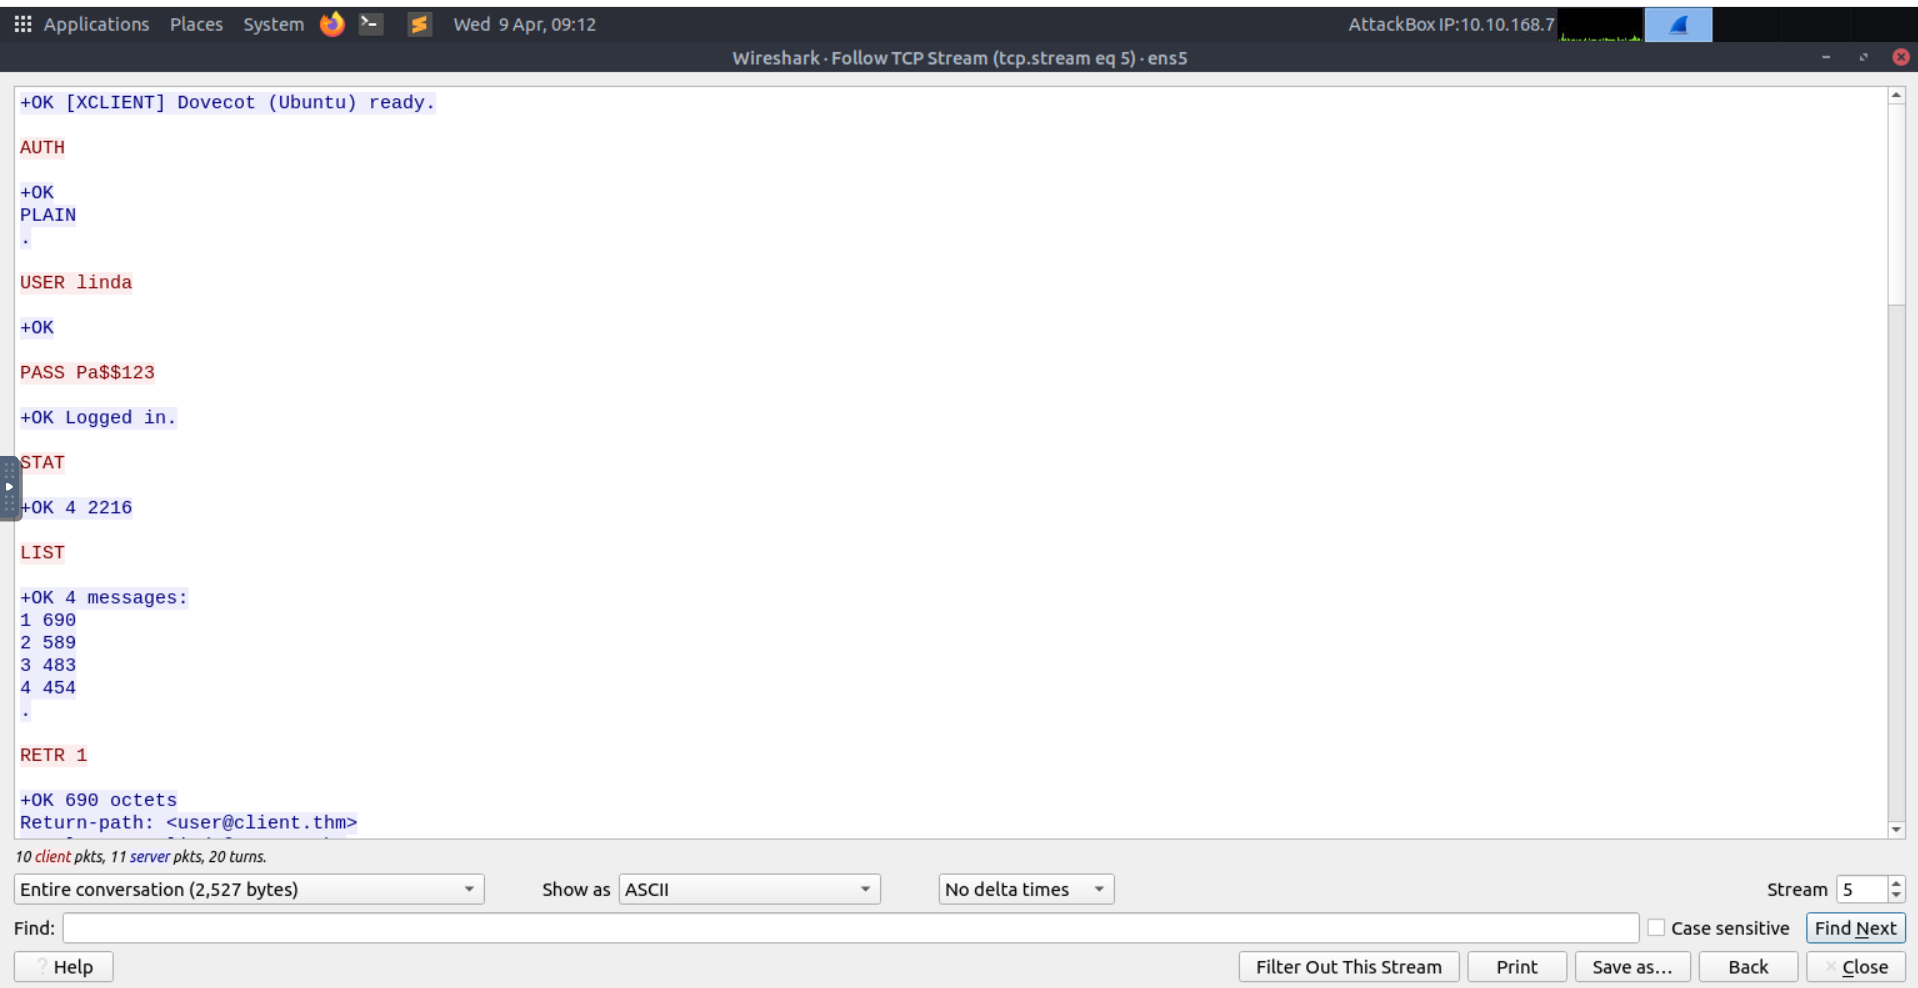 Applications Places System Wed 9 Apr, 09:12 AttackBox IP:10.10.168.7
Wireshark · Follow TCP Stream (tcp.stream eq 5) · ens5
+OK [XCLIENT] Dovecot (Ubuntu) ready.
AUTH
+OK
PLAIN
.
USER linda
+OK
PASS Pa$$123
+OK Logged in.
STAT
+OK 4 2216
LIST
+OK 4 messages:
1 690
2 589
3 483
4 454
.
RETR 1
+OK 690 octets
Return-path: <user@client.thm>
10 client pkts, 11 server pkts, 20 turns.
Entire conversation (2,527 bytes) Show as ASCII No delta times Stream 5
Find: Case sensitive Find Next
? Help Filter Out This Stream Print Save as... Back × Close